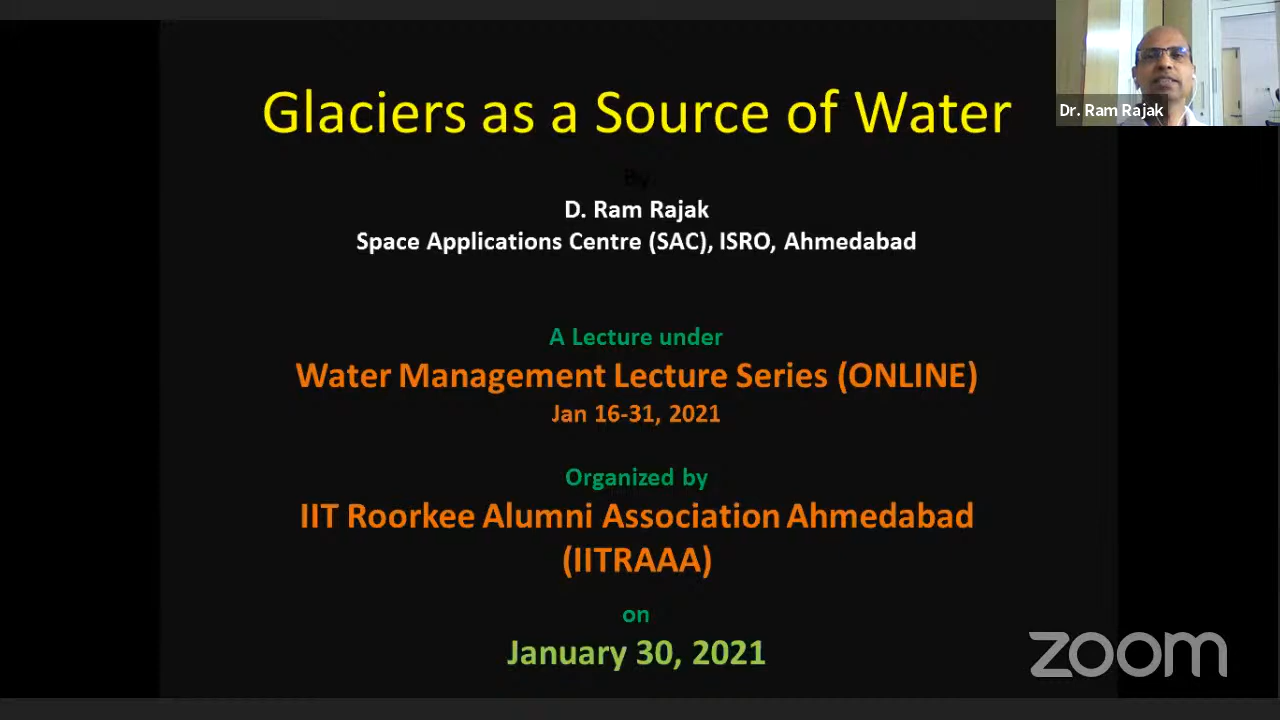 Glaciers as a Source of Water
By
D. Ram Rajak
Space Applications Centre (SAC), ISRO, Ahmedabad
A Lecture under
Water Management Lecture Series (ONLINE)
Jan 16-31, 2021
Organized by
IIT Roorkee Alumni Association Ahmedabad
(IITRAAA)
on
January 30, 2021
Dr. Ram Rajak
zoom